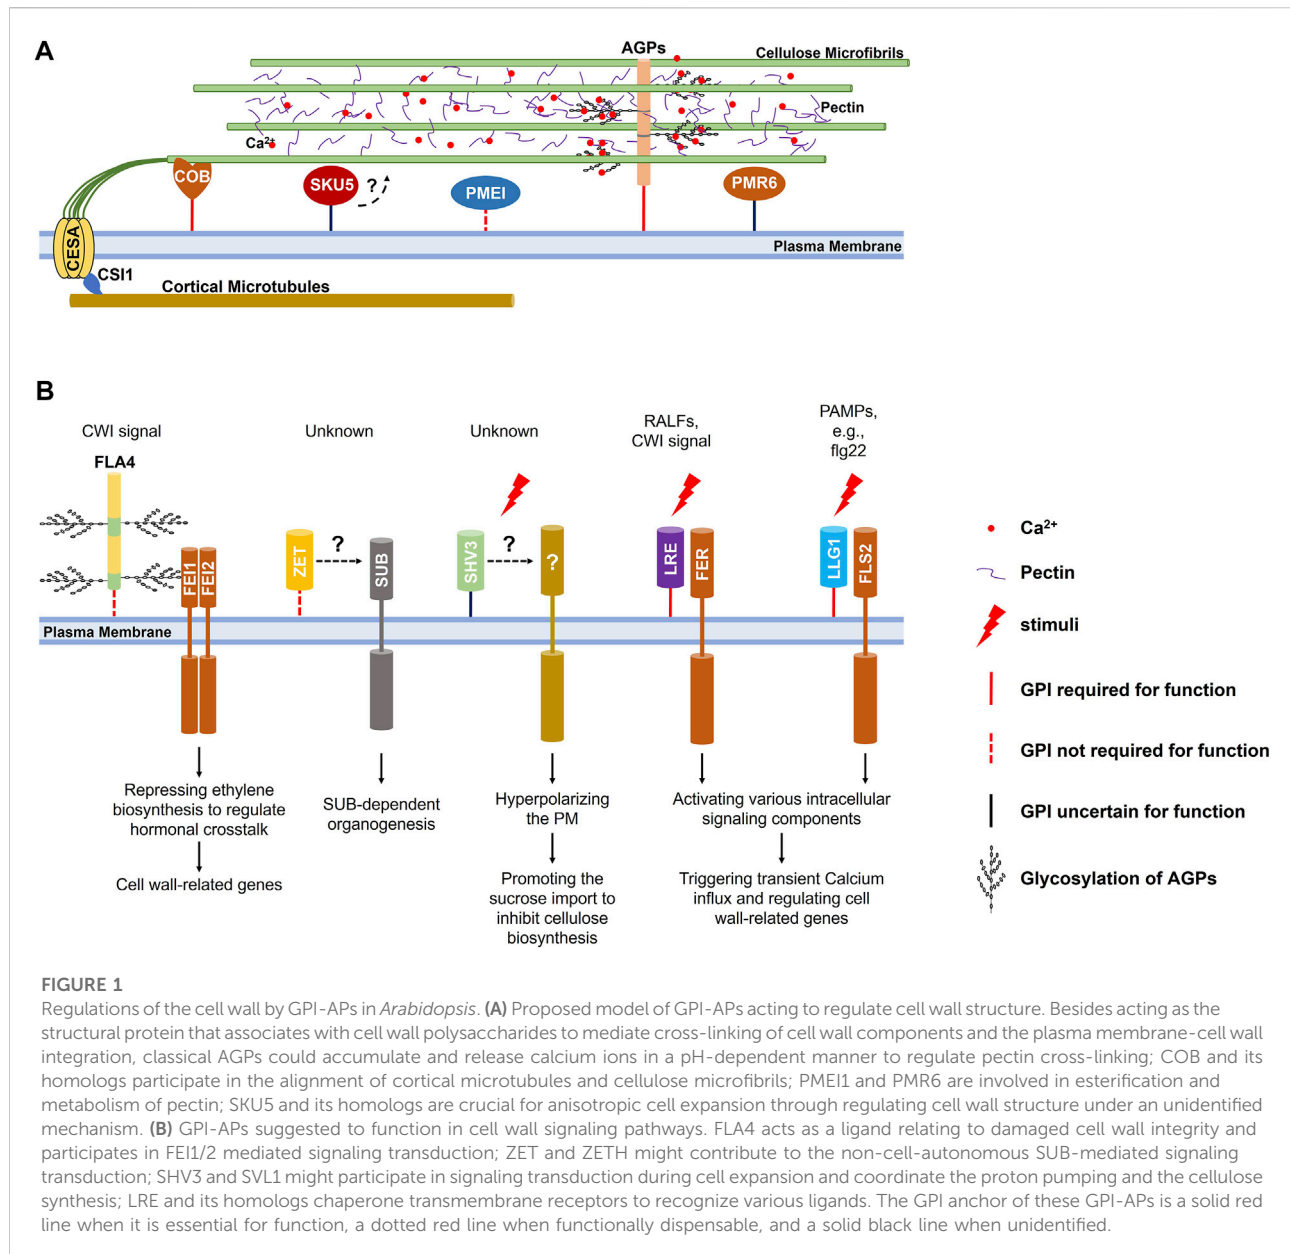 A
AGPs
Cellulose Microfibrils
Pectin
Ca²⁺
COB
SKU5
?
PMEI
PMR6
CESA
Plasma Membrane
CSI1
Cortical Microtubules
B
CWI signal
FLA4
Unknown
Unknown
RALFs,
CWI signal
PAMPs,
e.g.,
flg22
FEI1
FEI2
ZET
?
SUB
SHV3
?
?
LRE
FER
LLG1
FLS2
Plasma Membrane
Repressing ethylene
biosynthesis to regulate
hormonal crosstalk
Cell wall-related genes
SUB-dependent
organogenesis
Hyperpolarizing
the PM
Promoting the
sucrose import to
inhibit cellulose
biosynthesis
Activating various intracellular
signaling components
Triggering transient Calcium
influx and regulating cell
wall-related genes
Ca²⁺
Pectin
stimuli
GPI required for function
GPI not required for function
GPI uncertain for function
Glycosylation of AGPs
FIGURE 1
Regulations of the cell wall by GPI-APs in Arabidopsis. (A) Proposed model of GPI-APs acting to regulate cell wall structure. Besides acting as the
structural protein that associates with cell wall polysaccharides to mediate cross-linking of cell wall components and the plasma membrane-cell wall
integration, classical AGPs could accumulate and release calcium ions in a pH-dependent manner to regulate pectin cross-linking; COB and its
homologs participate in the alignment of cortical microtubules and cellulose microfibrils; PMEI1 and PMR6 are involved in esterification and
metabolism of pectin; SKU5 and its homologs are crucial for anisotropic cell expansion through regulating cell wall structure under an unidentified
mechanism. (B) GPI-APs suggested to function in cell wall signaling pathways. FLA4 acts as a ligand relating to damaged cell wall integrity and
participates in FEI1/2 mediated signaling transduction; ZET and ZETH might contribute to the non-cell-autonomous SUB-mediated signaling
transduction; SHV3 and SVL1 might participate in signaling transduction during cell expansion and coordinate the proton pumping and the cellulose
synthesis; LRE and its homologs chaperone transmembrane receptors to recognize various ligands. The GPI anchor of these GPI-APs is a solid red
line when it is essential for function, a dotted red line when functionally dispensable, and a solid black line when unidentified.